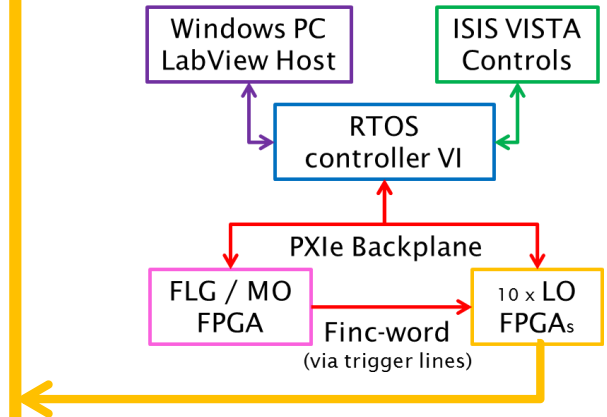 Windows PC
LabView Host
ISIS VISTA
Controls
RTOS
controller VI
PXIe Backplane
FLG / MO
FPGA
10 x LO
FPGAs
Finc-word
(via trigger lines)